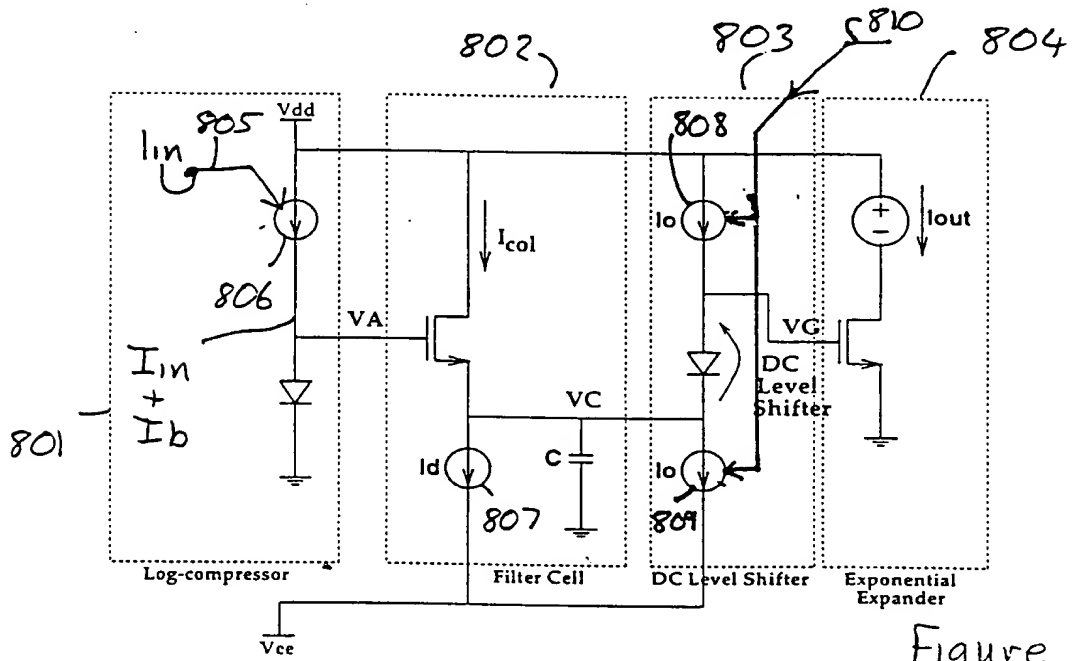 802
803
810
804
Vdd
805
Iin
808
Io
+
-
Iout
Icol
806
VA
VG
DC
Level
Shifter
Iin
+
Ib
VC
801
Id
C
Io
807
809
Log-compressor
Filter Cell
DC Level Shifter
Exponential
Expander
Vce
Figure